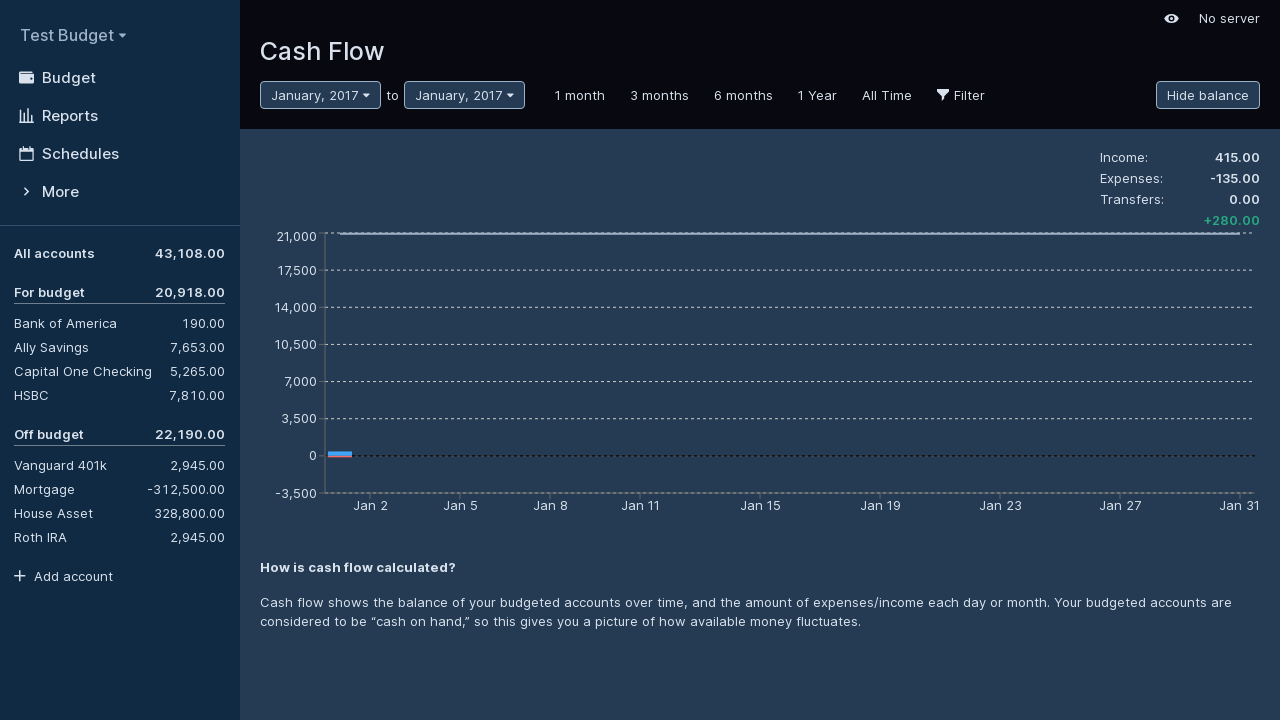 Test Budget
Budget
Reports
Schedules
More
All accounts 43,108.00
For budget 20,918.00
Bank of America 190.00
Ally Savings 7,653.00
Capital One Checking 5,265.00
HSBC 7,810.00
Off budget 22,190.00
Vanguard 401k 2,945.00
Mortgage -312,500.00
House Asset 328,800.00
Roth IRA 2,945.00
Add account
No server
Cash Flow
January, 2017 to January, 2017 1 month 3 months 6 months 1 Year All Time Filter Hide balance
Income: 415.00
Expenses: -135.00
Transfers: 0.00
+280.00
21,000
17,500
14,000
10,500
7,000
3,500
0
-3,500
Jan 2 Jan 5 Jan 8 Jan 11 Jan 15 Jan 19 Jan 23 Jan 27 Jan 31
How is cash flow calculated?
Cash flow shows the balance of your budgeted accounts over time, and the amount of expenses/income each day or month. Your budgeted accounts are
considered to be “cash on hand,” so this gives you a picture of how available money fluctuates.